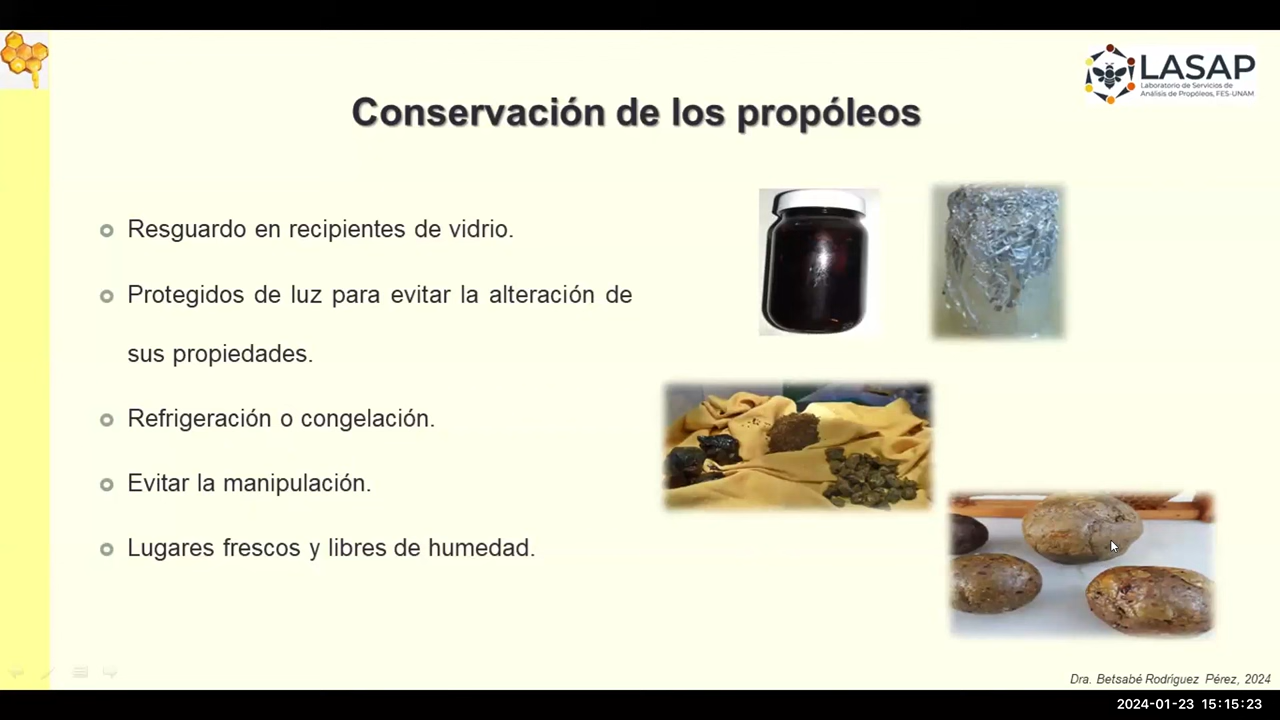 LASAP
Laboratorio de Servicios de
Análisis de Propóleos, FES-UNAM
Conservación de los propóleos
Resguardo en recipientes de vidrio.
Protegidos de luz para evitar la alteración de
sus propiedades.
Refrigeración o congelación.
Evitar la manipulación.
Lugares frescos y libres de humedad.
Dra. Betsabé Rodríguez Pérez, 2024
2024-01-23 15:15:23